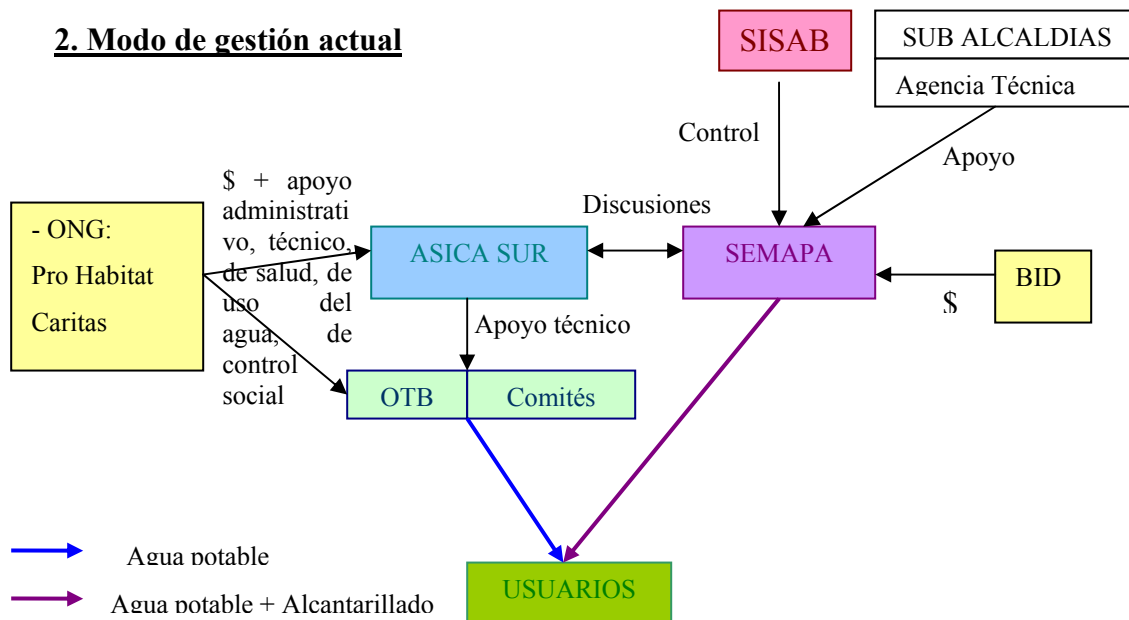 2. Modo de gestión actual
SISAB
SUB ALCALDIAS
Agencia Técnica
Control
Apoyo
$ + apoyo
administrati
vo, técnico,
de salud, de
uso del
agua, de
control
social
- ONG:
Pro Habitat
Caritas
Discusiones
ASICA SUR
SEMAPA
BID
$
Apoyo técnico
OTB
Comités
Agua potable
USUARIOS
Agua potable + Alcantarillado